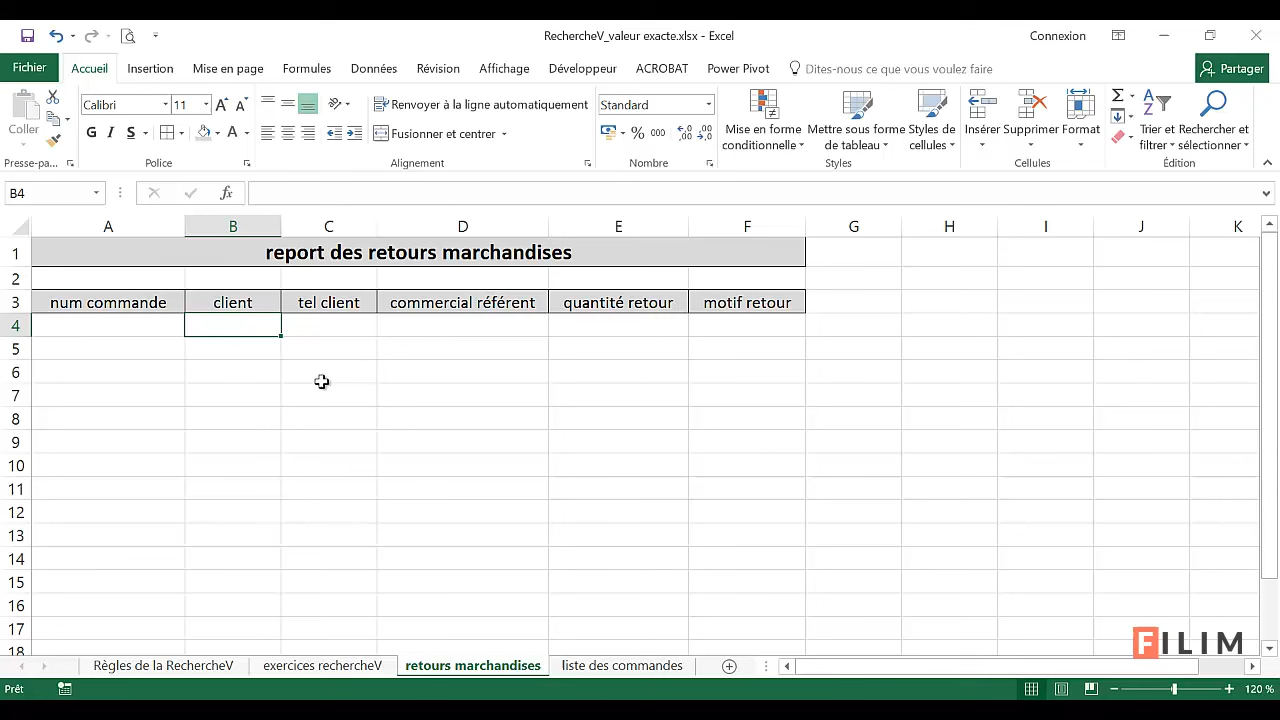 RechercheV_valeur exacte.xlsx - Excel
Connexion
Fichier Accueil Insertion Mise en page Formules Données Révision Affichage Développeur ACROBAT Power Pivot Dites-nous ce que vous voulez faire Partager
Coller
Calibri 11
G I S A
Renvoyer à la ligne automatiquement
Fusionner et centrer
Standard
% 000
Mise en forme conditionnelle
Mettre sous forme de tableau
Styles de cellules
Insérer Supprimer Format
Trier et filtrer
Rechercher et sélectionner
Presse-pa... Police Alignement Nombre Styles Cellules Édition
B4 fx
A B C D E F G H I J K
1 report des retours marchandises
2
3 num commande client tel client commercial référent quantité retour motif retour
4
5
6
7
8
9
10
11
12
13
14
15
16
17
18
FILIM
Règles de la RechercheV exercices rechercheV retours marchandises liste des commandes
Prêt 120 %